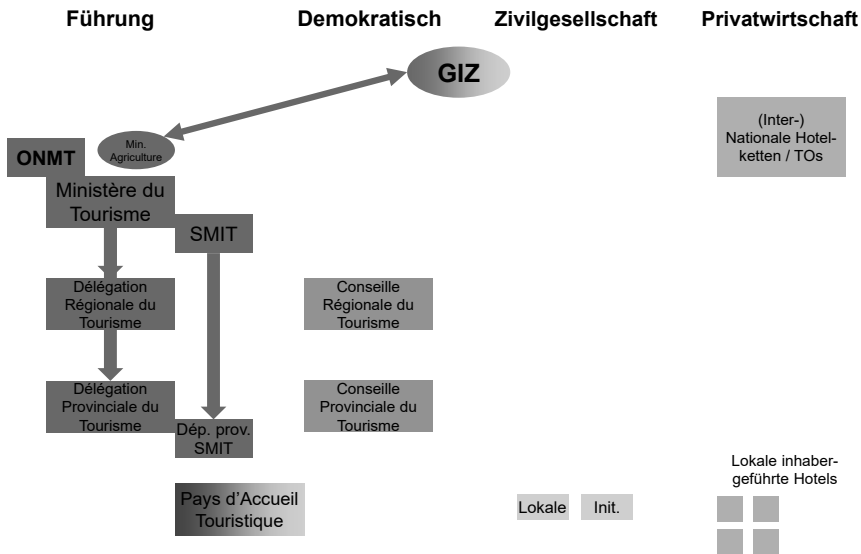 Führung Demokratisch Zivilgesellschaft Privatwirtschaft
GIZ
(Inter-)
Nationale Hotel-
ketten / TOs
Min.
Agriculture
ONMT
Ministère du
Tourisme
SMIT
Délégation
Régionale du
Tourisme
Conseille
Régionale du
Tourisme
Délégation
Provinciale du
Tourisme
Conseille
Provinciale du
Tourisme
Dép. prov.
SMIT
Lokale inhaber-
geführte Hotels
Pays d’Accueil
Touristique
Lokale Init.